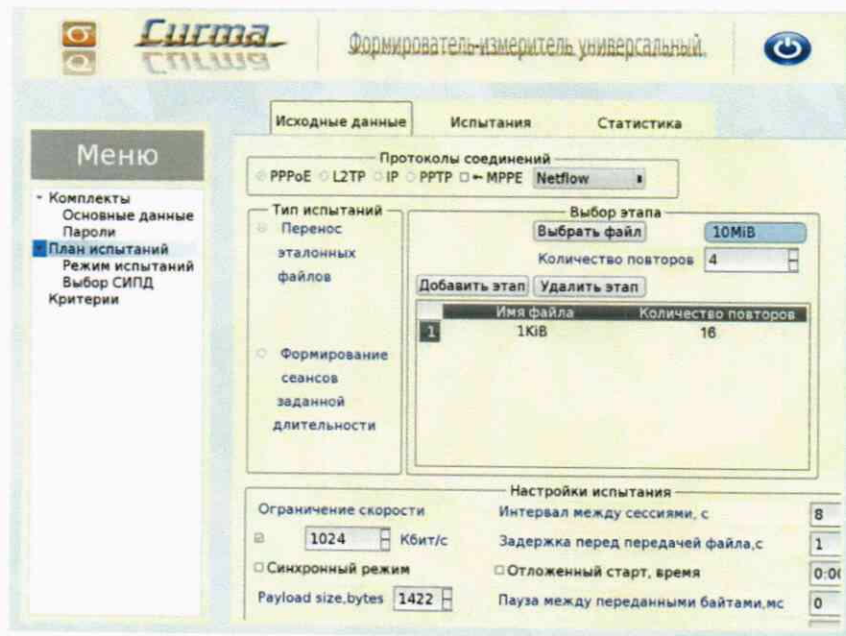 Сигма
Формирователь-измеритель универсальный.
Исходные данные
Испытания
Статистика
Меню
Комплекты
Основные данные
Пароли
План испытаний
Режим испытаний
Выбор СИПД
Критерии
Протоколы соединений
PPPoE L2TP IP PPTP ← MPPE Netflow
Тип испытаний
Перенос
эталонных
файлов
Формирование
сеансов
заданной
длительности
Выбор этапа
Выбрать файл 10MiB
Количество повторов 4
Добавить этап Удалить этап
Имя файла Количество повторов
1 1KiB 16
Настройки испытания
Ограничение скорости
1024 Кбит/с
Синхронный режим
Payload size,bytes 1422
Интервал между сессиями, с 8
Задержка перед передачей файла,с 1
Отложенный старт, время
Пауза между переданными байтами,мс 0